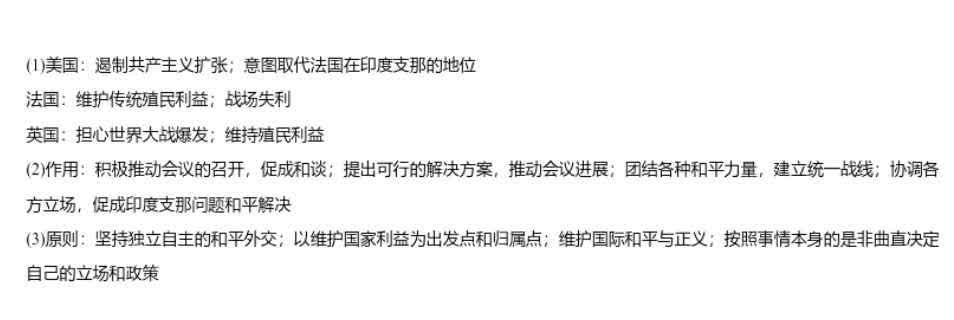 (1)美国：遏制共产主义扩张；意图取代法国在印度支那的地位
法国：维护传统殖民利益；战场失利
英国：担心世界大战爆发；维持殖民利益
(2)作用：积极推动会议的召开，促成和谈；提出可行的解决方案，推动会议进展；团结各种和平力量，建立统一战线；协调各
方立场，促成印度支那问题和平解决
(3)原则：坚持独立自主的和平外交；以维护国家利益为出发点和归属点；维护国际和平与正义；按照事情本身的是非曲直决定
自己的立场和政策